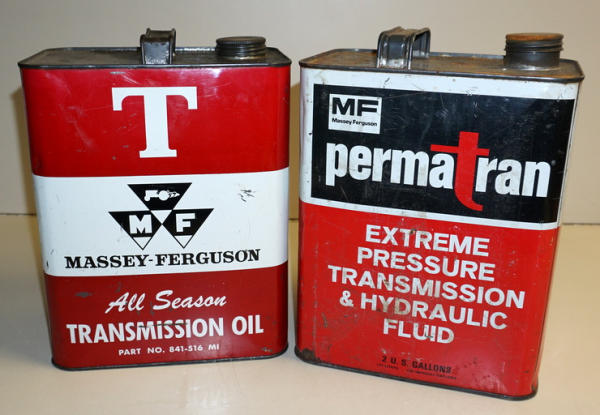 T
M F
MASSEY-FERGUSON
All Season
TRANSMISSION OIL
PART NO. 841-516 MI
MF
Massey Ferguson
permatran
EXTREME
PRESSURE
TRANSMISSION
& HYDRAULIC
FLUID
2 U.S. GALLONS